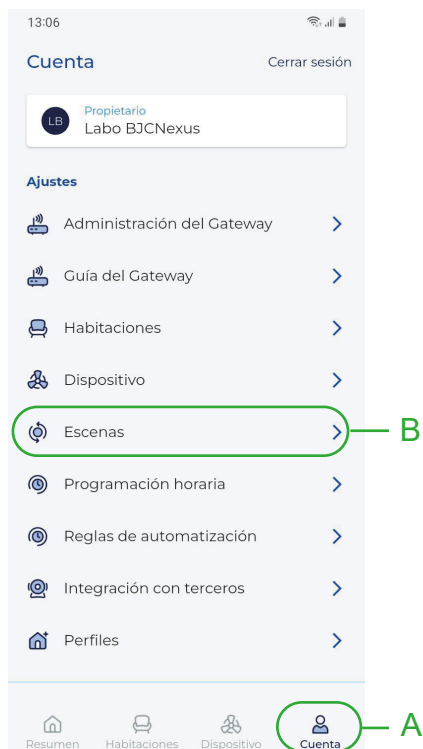 13:06
Cuenta Cerrar sesión
LB Propietario
Labo BJCNexus
Ajustes
Administración del Gateway
Guía del Gateway
Habitaciones
Dispositivo
Escenas B
Programación horaria
Reglas de automatización
Integración con terceros
Perfiles
A
Resumen Habitaciones Dispositivo Cuenta